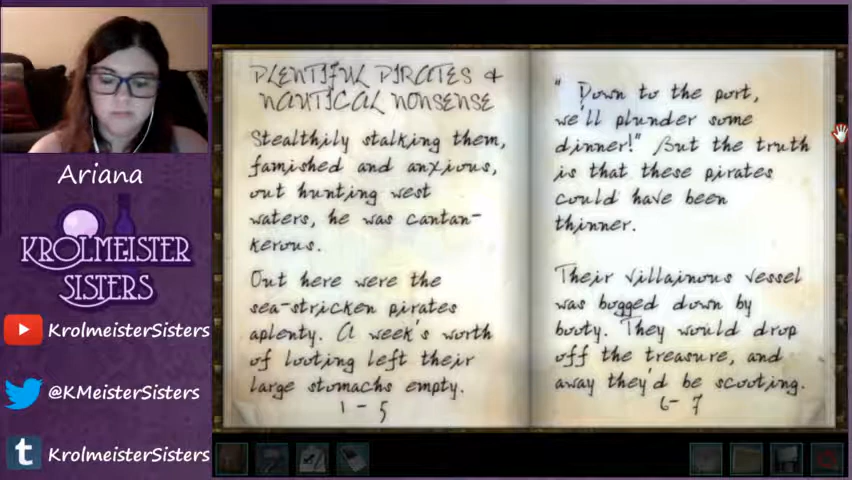 PLENTIFUL PIRATES &
NAUTICAL NONSENSE
Stealthily stalking them,
famished and anxious,
out hunting west
waters, he was cantan-
kerous.
Out here were the
sea-stricken pirates
aplenty. A week's worth
of looting left their
large stomachs empty.
1 - 5
" Down to the port,
we'll plunder some
dinner!" But the truth
is that these pirates
could have been
thinner.
Their villainous vessel
was bogged down by
booty. They would drop
off the treasure, and
away they'd be scooting.
6 - 7
Ariana
KROLMEISTER
SISTERS
KrolmeisterSisters
@KMeisterSisters
t KrolmeisterSisters